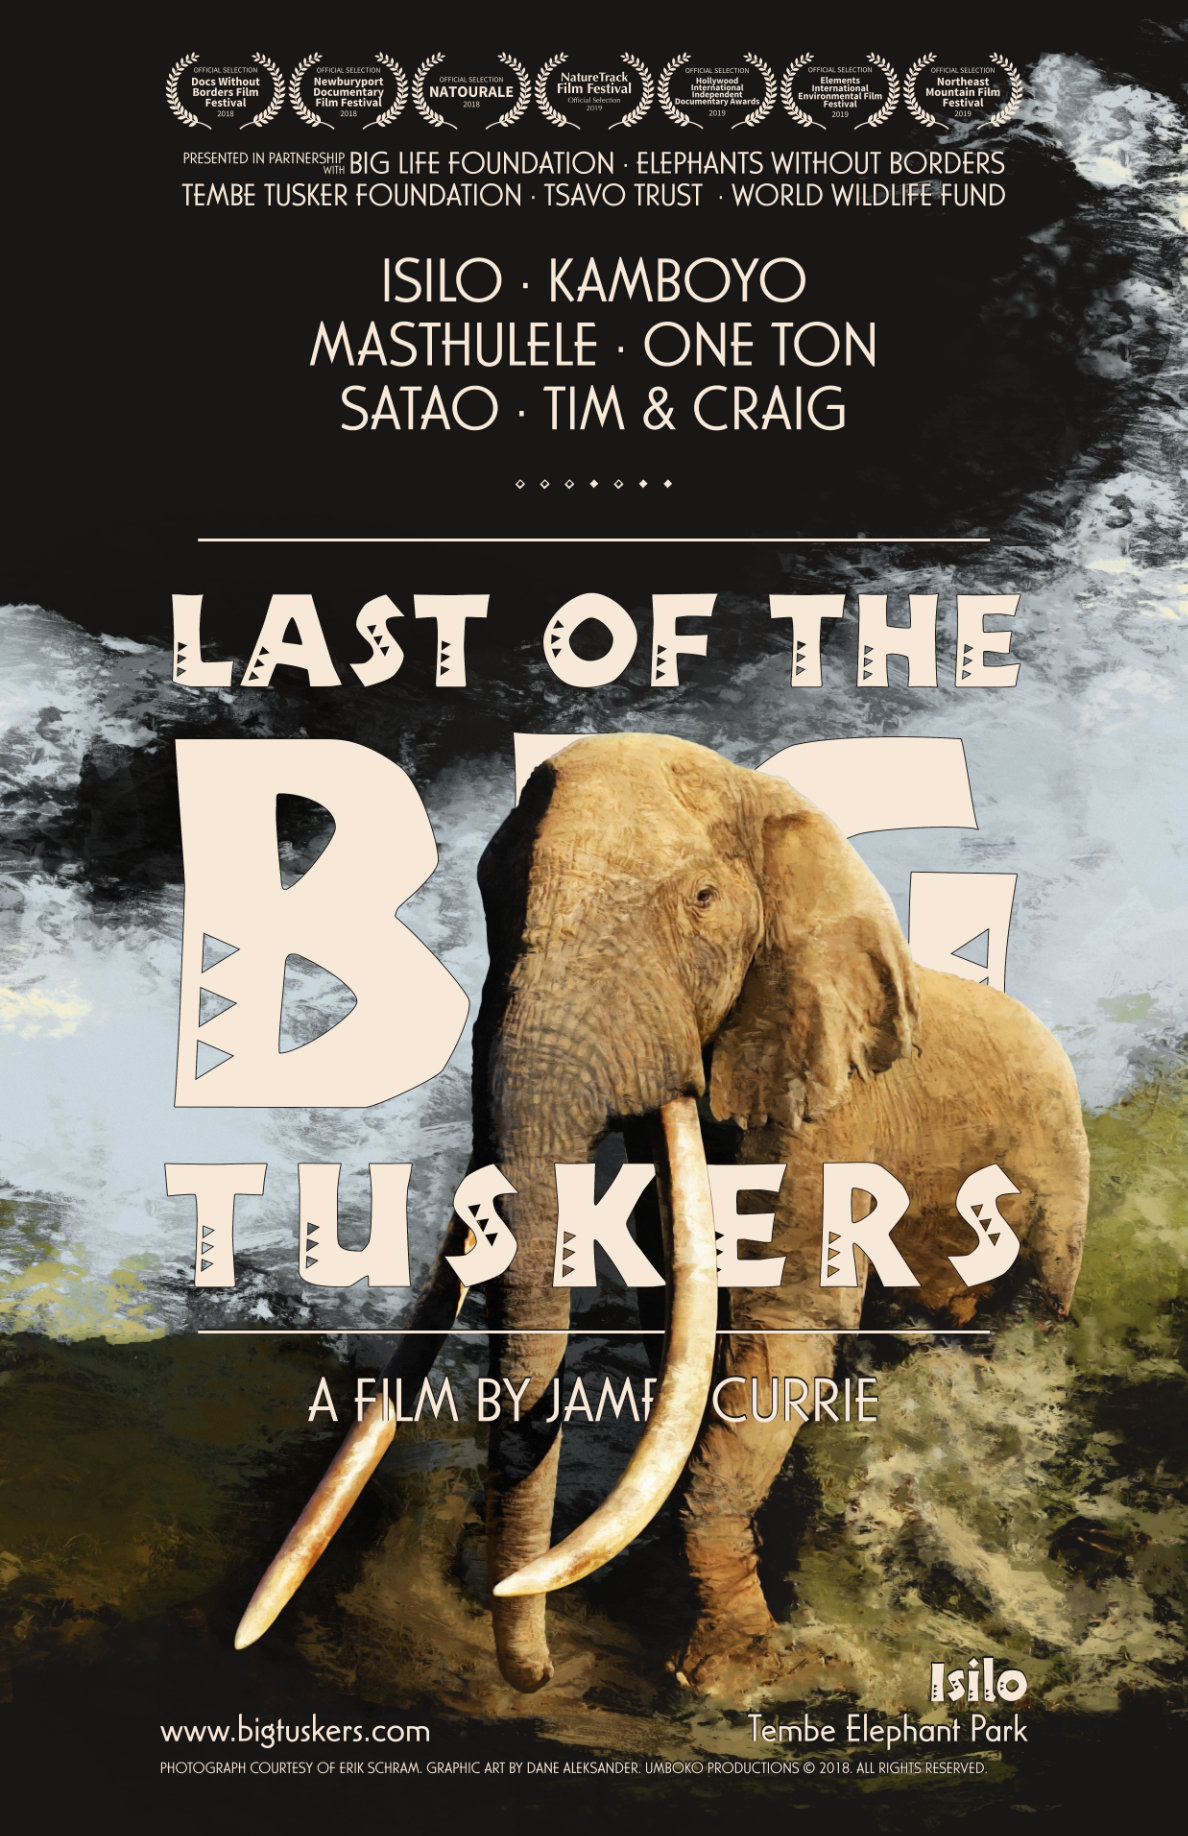 OFFICIAL SELECTION
Docs Without
Borders Film
Festival
2018
OFFICIAL SELECTION
Newburyport
Documentary
Film Festival
2018
OFFICIAL SELECTION
NATOURALE
2018
NatureTrack
Film Festival
Official Selection
2019
OFFICIAL SELECTION
Hollywood
International
Independent
Documentary Awards
2019
OFFICIAL SELECTION
Elements
International
Environmental Film
Festival
2019
OFFICIAL SELECTION
Northeast
Mountain Film
Festival
2019
PRESENTED IN PARTNERSHIP WITH BIG LIFE FOUNDATION · ELEPHANTS WITHOUT BORDERS
TEMBE TUSKER FOUNDATION · TSAVO TRUST · WORLD WILDLIFE FUND
ISILO · KAMBOYO
MASTHULELE · ONE TON
SATAO · TIM & CRAIG
LAST OF THE
BIG
TUSKERS
A FILM BY JAMES CURRIE
Isilo
www.bigtuskers.com Tembe Elephant Park
PHOTOGRAPH COURTESY OF ERIK SCHRAM. GRAPHIC ART BY DANE ALEKSANDER. UMBOKO PRODUCTIONS © 2018. ALL RIGHTS RESERVED.